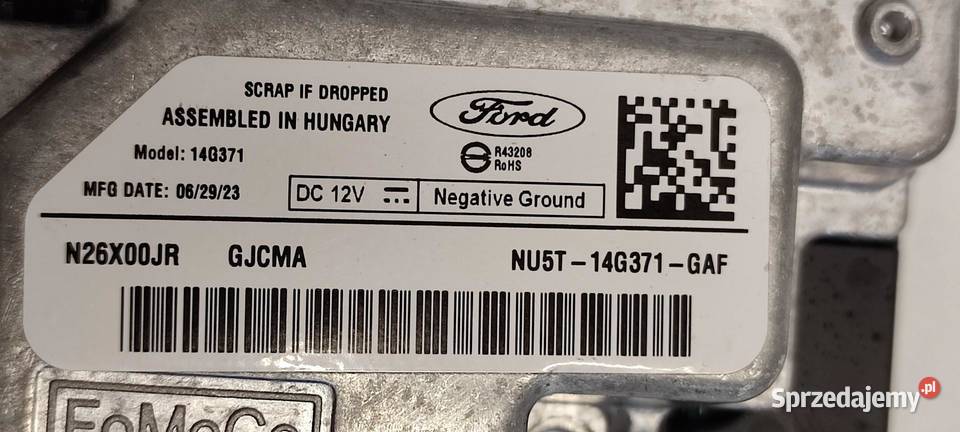 SCRAP IF DROPPED
ASSEMBLED IN HUNGARY
Ford
Model: 14G371
R43208
RoHS
MFG DATE: 06/29/23
DC 12V
Negative Ground
N26X00JR GJCMA NU5T-14G371-GAF
FoMoCo
Sprzedajemy.pl